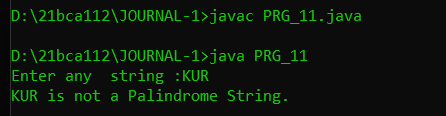 D:\21bca112\JOURNAL-1>javac PRG_11.java
D:\21bca112\JOURNAL-1>java PRG_11
Enter any  string :KUR
KUR is not a Palindrome String.